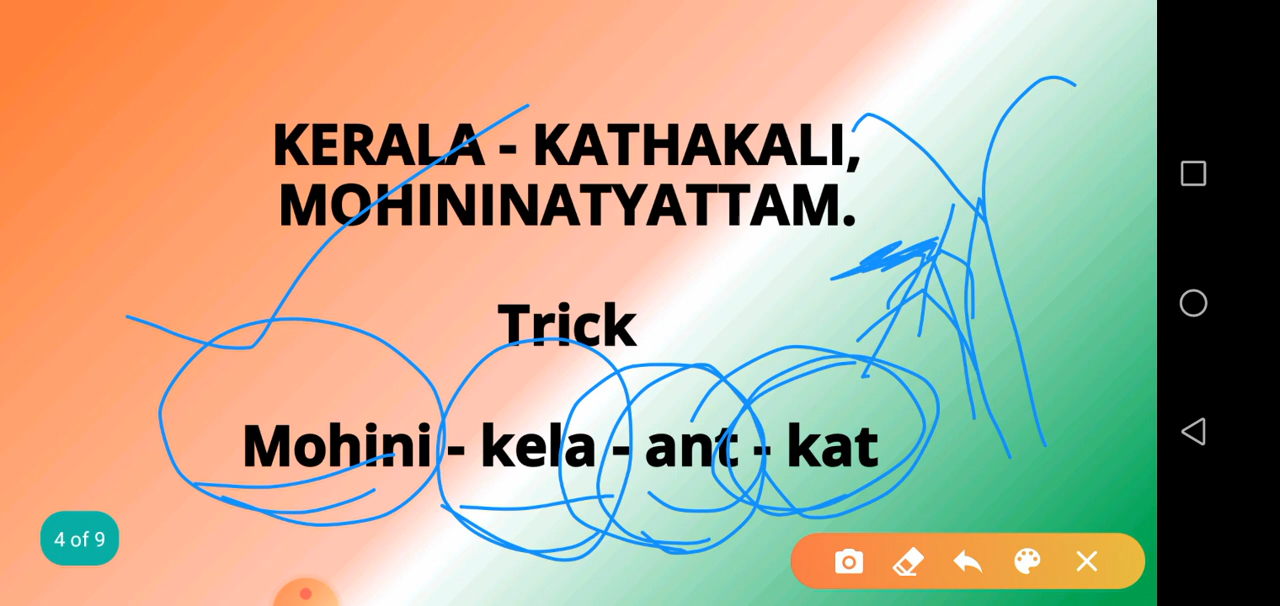 KERALA - KATHAKALI,
MOHININATYATTAM.
Trick
Mohini - kela - ant - kat
4 of 9